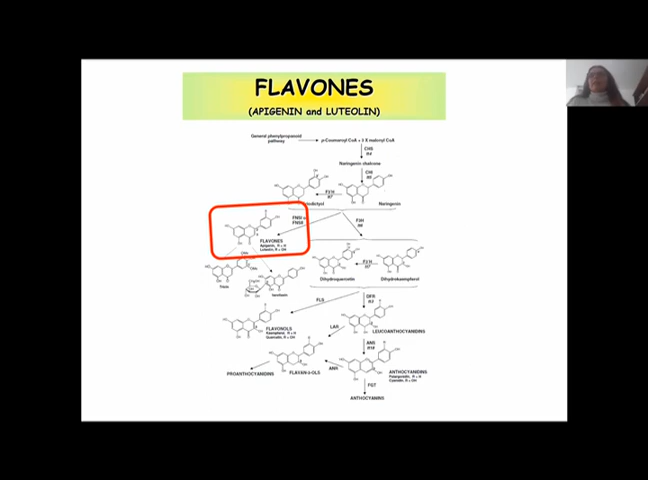 FLAVONES
(APIGENIN and LUTEOLIN)
General phenylpropanoid
pathway
p-Coumaroyl CoA + 3 X malonyl CoA
CHS
Naringenin chalcone
CHI
F3'H
Naringenin
FNSI or
FNSII
F3H
FLAVONES
Apigenin, R = H
Luteolin, R = OH
Tricin
Isovitexin
F3'H
Dihydroquercetin
Dihydrokaempferol
FLS
DFR
FLAVONOLS
Kaempferol, R = H
Quercetin, R = OH
LAR
LEUCOANTHOCYANIDINS
ANS
PROANTHOCYANIDINS
FLAVAN-3-OLS
ANR
ANTHOCYANIDINS
Pelargonidin, R = H
Cyanidin, R = OH
FGT
ANTHOCYANINS